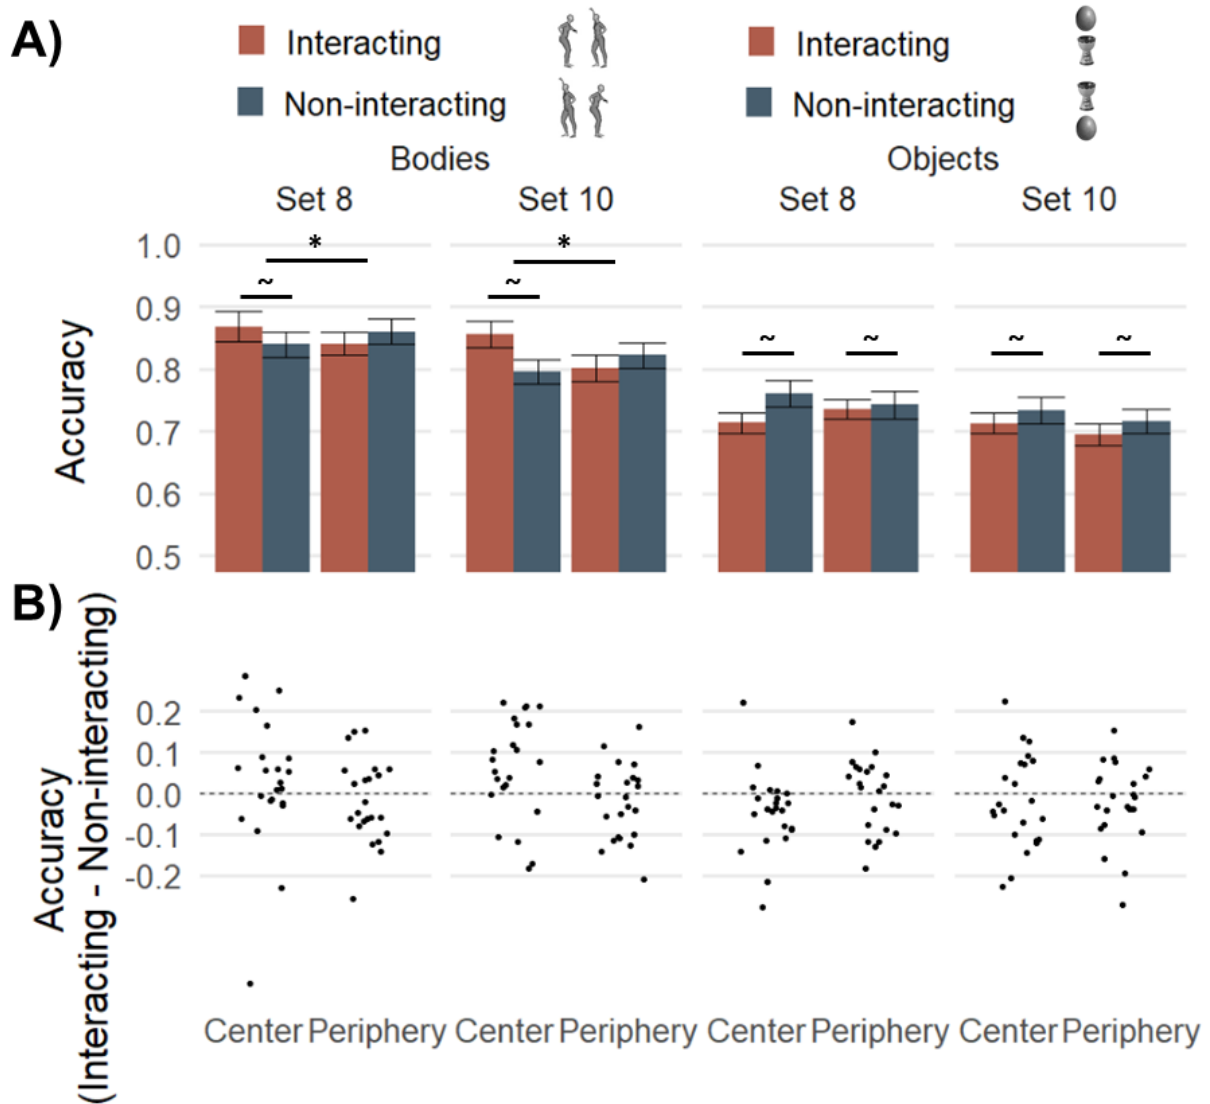 A)
Interacting
Non-interacting
Interacting
Non-interacting
Bodies
Objects
Set 8
Set 10
Set 8
Set 10
Accuracy
1.0
0.9
0.8
0.7
0.6
0.5
*
*
~
~
~
~
~
~
B)
Accuracy
(Interacting - Non-interacting)
0.2
0.1
0.0
-0.1
-0.2
Center Periphery
Center Periphery
Center Periphery
Center Periphery